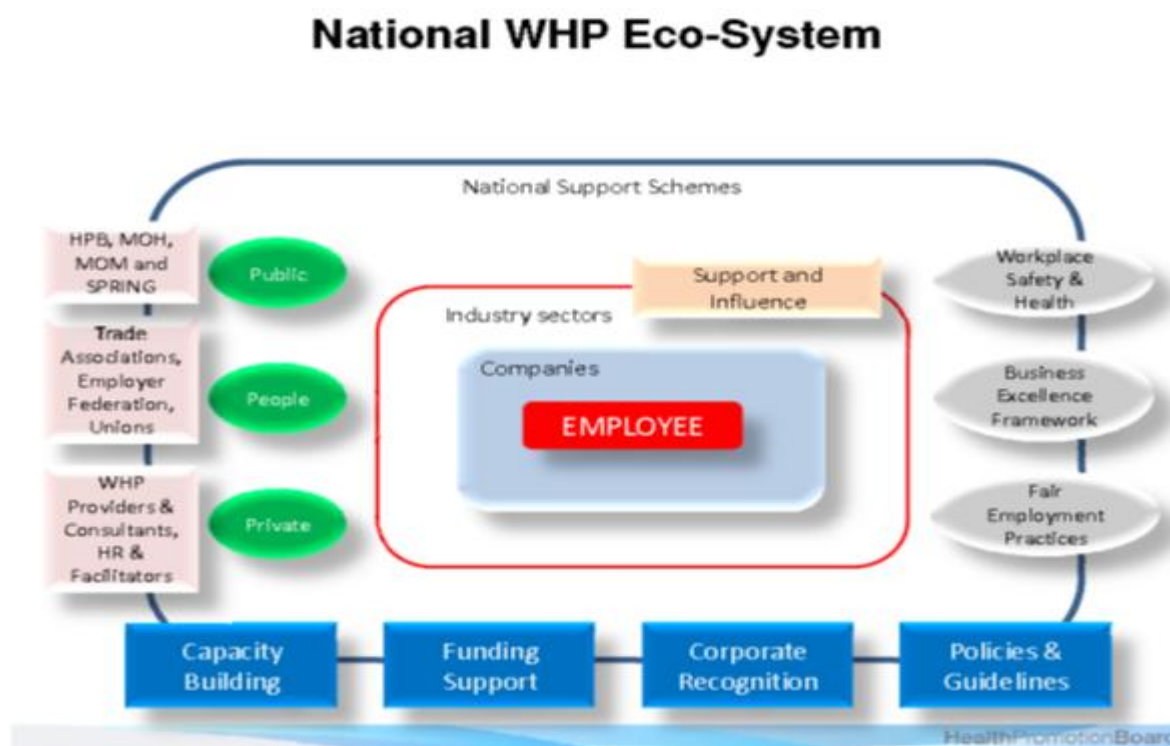 National WHP Eco-System
National Support Schemes
HPB, MOH,
MOM and
SPRING
Public
Trade
Associations,
Employer
Federation,
Unions
People
WHP
Providers &
Consultants,
HR &
Facilitators
Private
Support and
Influence
Industry sectors
Companies
EMPLOYEE
Workplace
Safety &
Health
Business
Excellence
Framework
Fair
Employment
Practices
Capacity
Building
Funding
Support
Corporate
Recognition
Policies &
Guidelines
HealthPromotionBoard